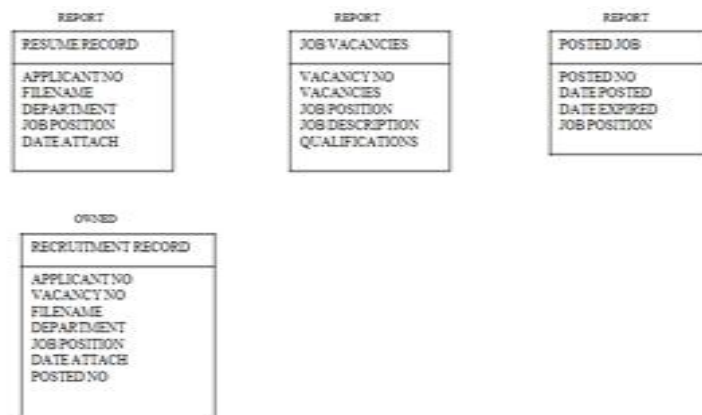 REPORT
RESUME RECORD
APPLICANT NO
FILENAME
DEPARTMENT
JOB POSITION
DATE ATTACH
REPORT
JOB VACANCIES
VACANCY NO
VACANCIES
JOB POSITION
JOB DESCRIPTION
QUALIFICATIONS
REPORT
POSTED JOB
POSTED NO
DATE POSTED
DATE EXPIRED
JOB POSITION
OWNED
RECRUITMENT RECORD
APPLICANT NO
VACANCY NO
FILENAME
DEPARTMENT
JOB POSITION
DATE ATTACH
POSTED NO